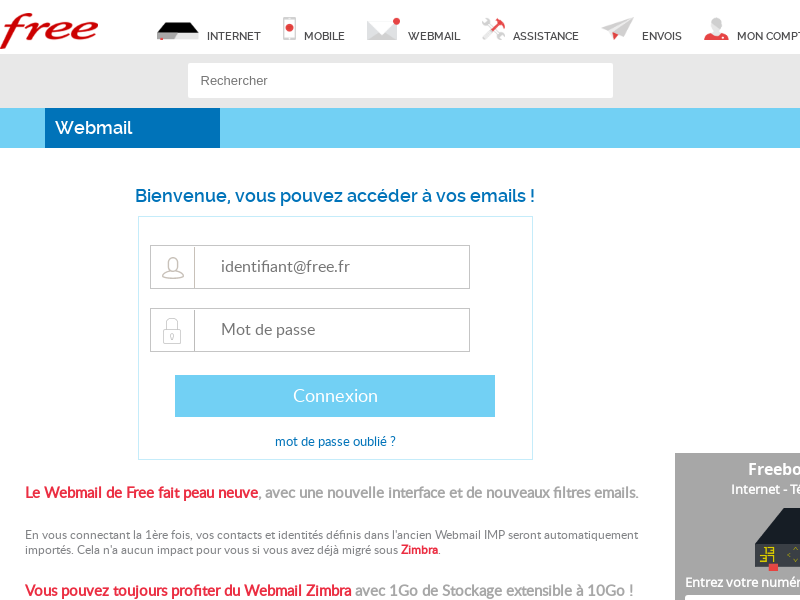 free
INTERNET MOBILE WEBMAIL ASSISTANCE ENVOIS MON COMPT
Rechercher
Webmail
Bienvenue, vous pouvez accéder à vos emails !
identifiant@free.fr
Mot de passe
Connexion
mot de passe oublié ?
Le Webmail de Free fait peau neuve, avec une nouvelle interface et de nouveaux filtres emails.
En vous connectant la 1ère fois, vos contacts et identités définis dans l'ancien Webmail IMP seront automatiquement
importés. Cela n'a aucun impact pour vous si vous avez déjà migré sous Zimbra.
Vous pouvez toujours profiter du Webmail Zimbra avec 1Go de Stockage extensible à 10Go !
Freebo
Internet - Té
Entrez votre numér